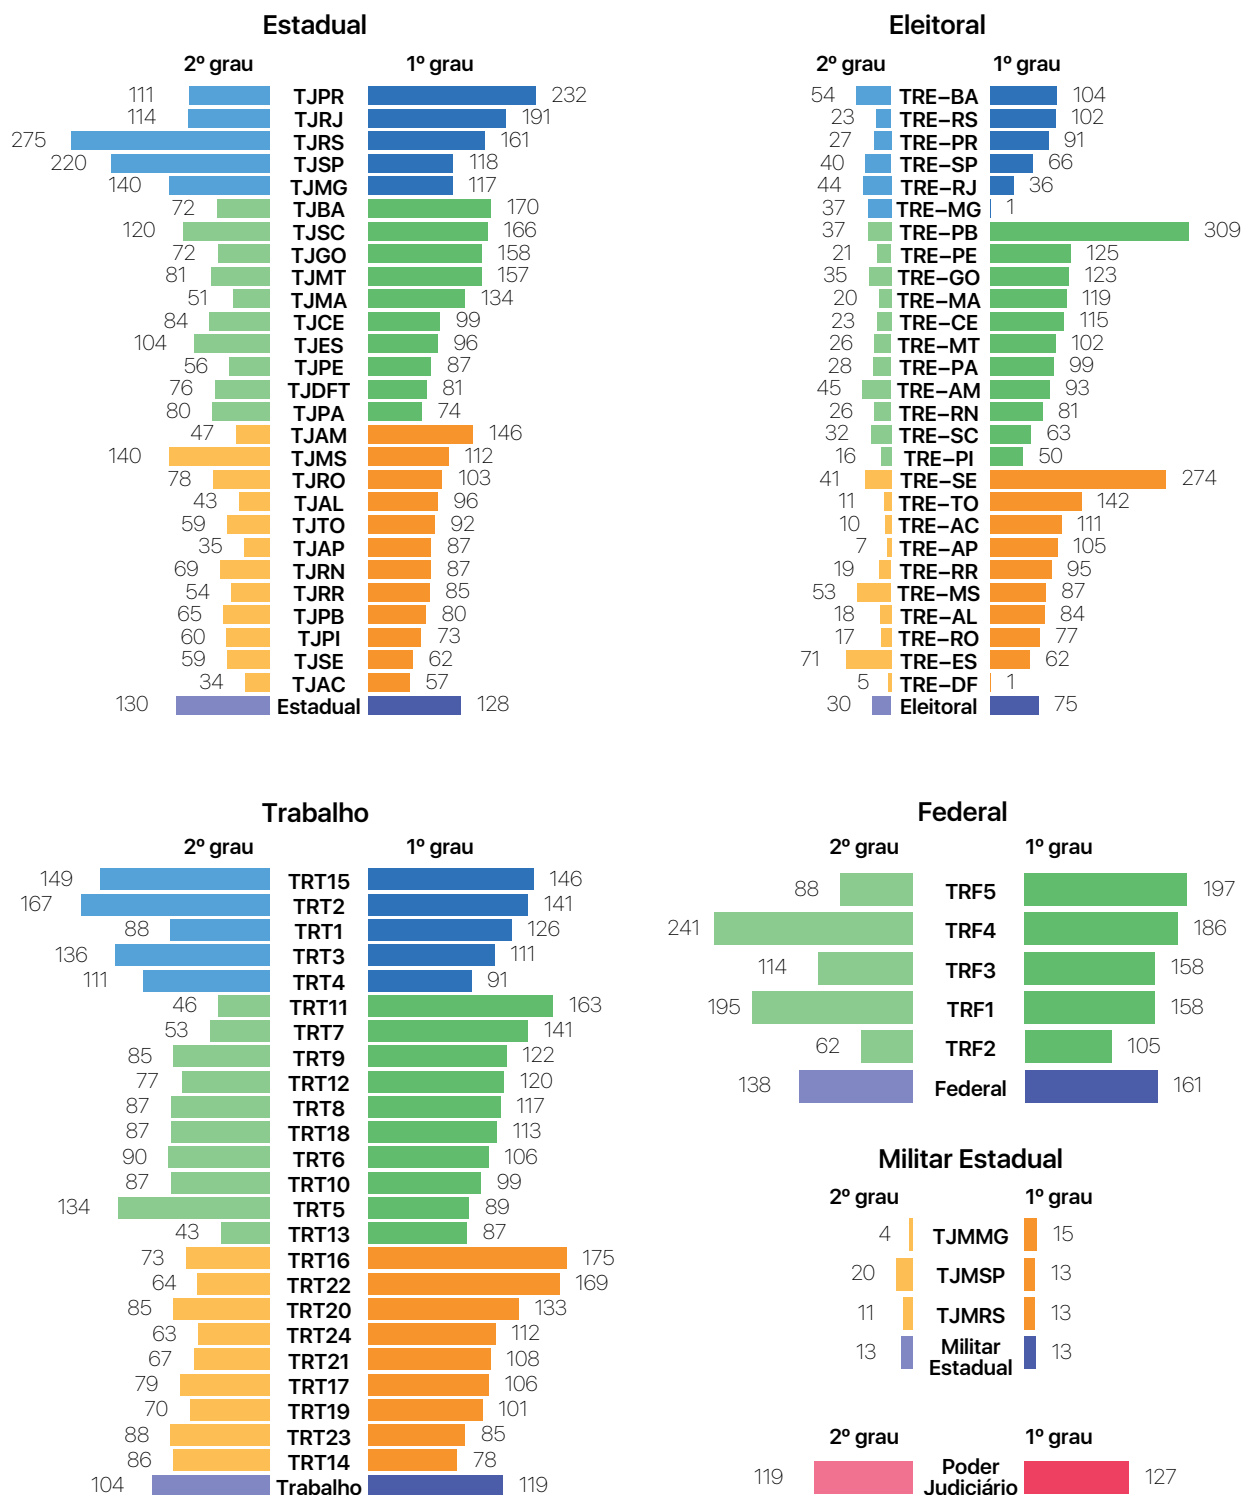 Estadual
2º grau 1º grau
111 TJPR 232
114 TJRJ 191
275 TJRS 161
220 TJSP 118
140 TJMG 117
72 TJBA 170
120 TJSC 166
72 TJGO 158
81 TJMT 157
51 TJMA 134
84 TJCE 99
104 TJES 96
56 TJPE 87
76 TJDFT 81
80 TJPA 74
47 TJAM 146
140 TJMS 112
78 TJRO 103
43 TJAL 96
59 TJTO 92
35 TJAP 87
69 TJRN 87
54 TJRR 85
65 TJPB 80
60 TJPI 73
59 TJSE 62
34 TJAC 57
130 Estadual 128
Eleitoral
2º grau 1º grau
54 TRE–BA 104
23 TRE–RS 102
27 TRE–PR 91
40 TRE–SP 66
44 TRE–RJ 36
37 TRE–MG 1
37 TRE–PB 309
21 TRE–PE 125
35 TRE–GO 123
20 TRE–MA 119
23 TRE–CE 115
26 TRE–MT 102
28 TRE–PA 99
45 TRE–AM 93
26 TRE–RN 81
32 TRE–SC 63
16 TRE–PI 50
41 TRE–SE 274
11 TRE–TO 142
10 TRE–AC 111
7 TRE–AP 105
19 TRE–RR 95
53 TRE–MS 87
18 TRE–AL 84
17 TRE–RO 77
71 TRE–ES 62
5 TRE–DF 1
30 Eleitoral 75
Trabalho
2º grau 1º grau
149 TRT15 146
167 TRT2 141
88 TRT1 126
136 TRT3 111
111 TRT4 91
46 TRT11 163
53 TRT7 141
85 TRT9 122
77 TRT12 120
87 TRT8 117
87 TRT18 113
90 TRT6 106
87 TRT10 99
134 TRT5 89
43 TRT13 87
73 TRT16 175
64 TRT22 169
85 TRT20 133
63 TRT24 112
67 TRT21 108
79 TRT17 106
70 TRT19 101
88 TRT23 85
86 TRT14 78
104 Trabalho 119
Federal
2º grau 1º grau
88 TRF5 197
241 TRF4 186
114 TRF3 158
195 TRF1 158
62 TRF2 105
138 Federal 161
Militar Estadual
2º grau 1º grau
4 TJMMG 15
20 TJMSP 13
11 TJMRS 13
13 Militar 13
Estadual
2º grau 1º grau
119 Poder 127
Judiciário